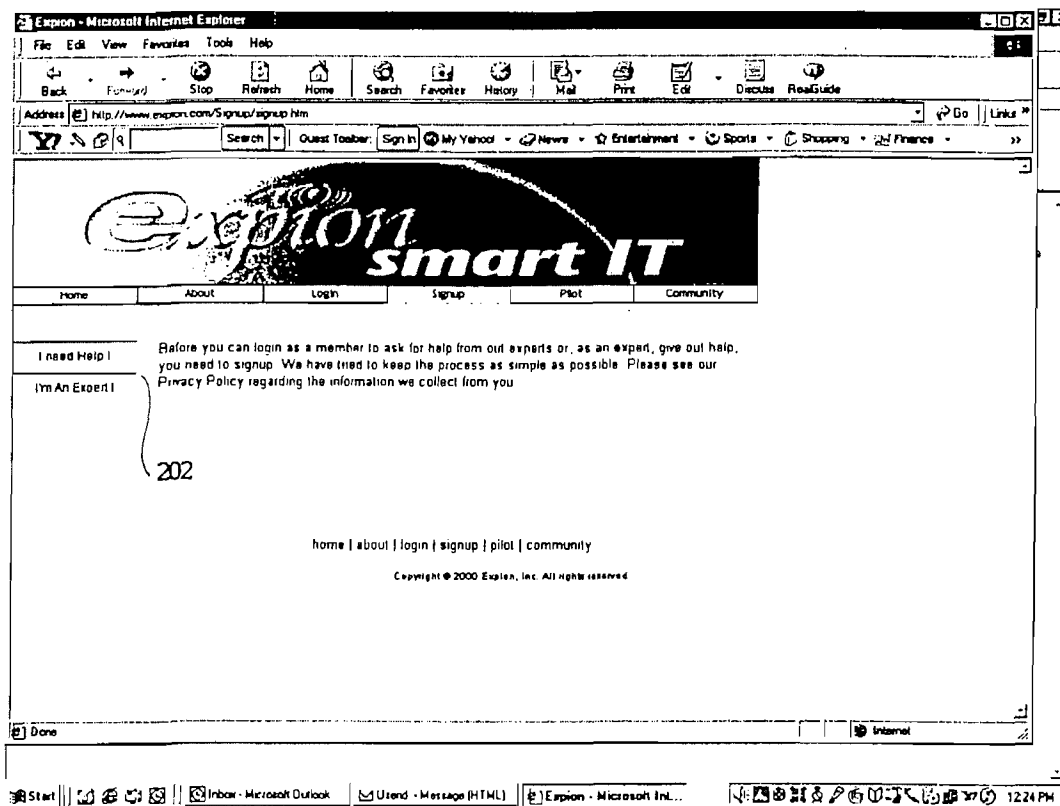 Expion - Microsoft Internet Explorer
File Edit View Favorites Tools Help
Back Forward Stop Refresh Home Search Favorites History Mail Print Edit Discuss RealGuide
Address http://www.expion.com/Signup/signup.htm Go Links »
Y? Search Guest Toolbar: Sign In My Yahoo! News Entertainment Sports Shopping Finance »
expion
smart IT
Home About Login Signup Pilot Community
I need Help !
I'm An Expert !
Before you can login as a member to ask for help from our experts or, as an expert, give out help,
you need to signup. We have tried to keep the process as simple as possible. Please see our
Privacy Policy regarding the information we collect from you
202
home | about | login | signup | pilot | community
Copyright © 2000 Expion, Inc. All rights reserved
Done Internet
Start Inbox - Microsoft Outlook Uzend - Message (HTML) Expion - Microsoft Int... 12:24 PM